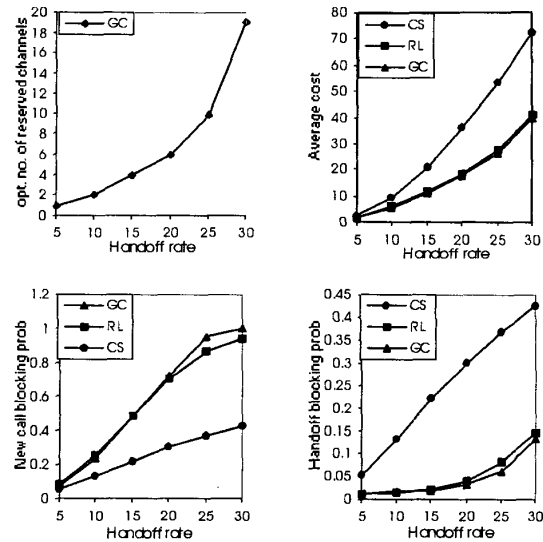 opt. no. of reserved channels
20
18
16
14
12
10
8
6
4
2
0
GC
5 10 15 20 25 30
Handoff rate
Average cost
80
70
60
50
40
30
20
10
0
CS
RL
GC
5 10 15 20 25 30
Handoff rate
New call blocking prob
1.2
1
0.8
0.6
0.4
0.2
0
GC
RL
CS
5 10 15 20 25 30
Handoff rate
Handoff blocking prob
0.45
0.4
0.35
0.3
0.25
0.2
0.15
0.1
0.05
0
CS
RL
GC
5 10 15 20 25 30
Handoff rate